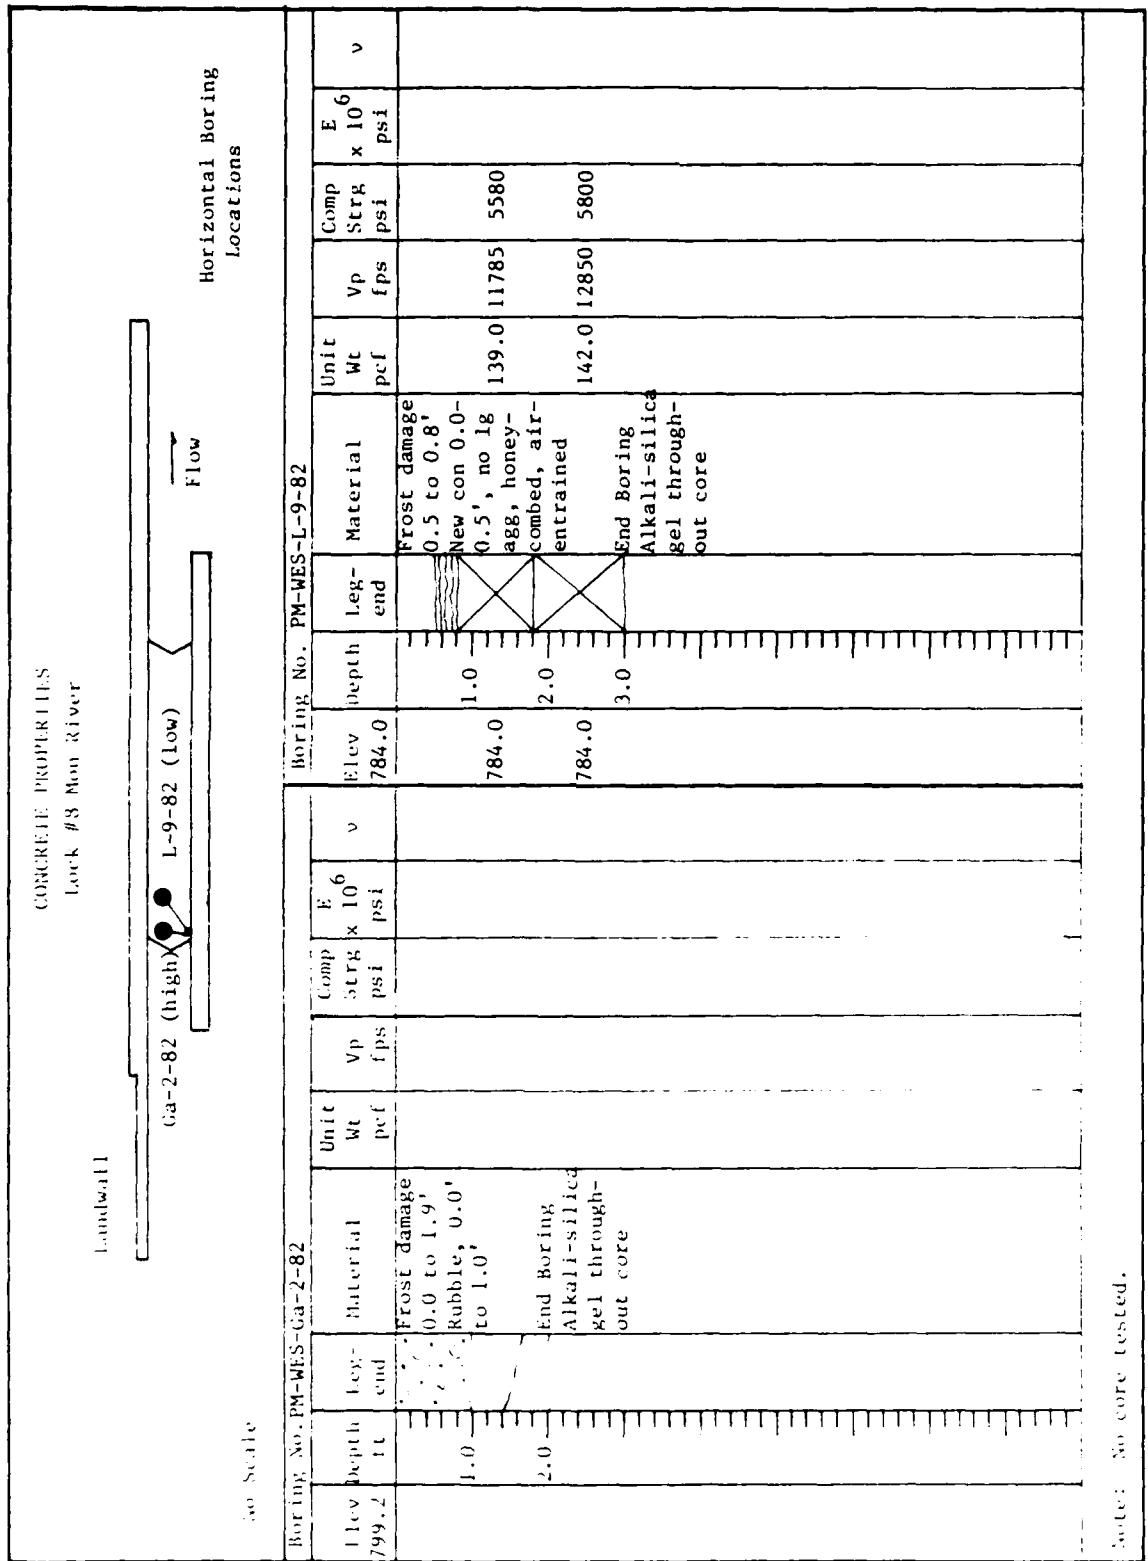 CONCRETE PROPERTIES
Lock #8 Mon River
Landwall
Ga-2-82 (high)
L-9-82 (low)
Flow
Horizontal Boring
Locations
No Scale
Boring No. PM-WES-Ga-2-82
Elev
Depth
ft
Leg-
end
Material
Unit
Wt
pcf
Vp
fps
Comp
Strg
psi
E
x 10^6
psi
ν
799.2
1.0
2.0
Frost damage
0.0 to 1.9'
Rubble, 0.0'
to 1.0'
End Boring
Alkali-silica
gel through-
out core
Boring No. PM-WES-L-9-82
Elev
Depth
Leg-
end
Material
Unit
Wt
pcf
Vp
fps
Comp
Strg
psi
E
x 10^6
psi
ν
784.0
Frost damage
0.5 to 0.8'
New con 0.0-
0.5', no lg
agg, honey-
combed, air-
entrained
1.0
784.0
139.0 11785 5580
2.0
784.0
142.0 12850 5800
3.0
End Boring
Alkali-silica
gel through-
out core
Note: No core tested.